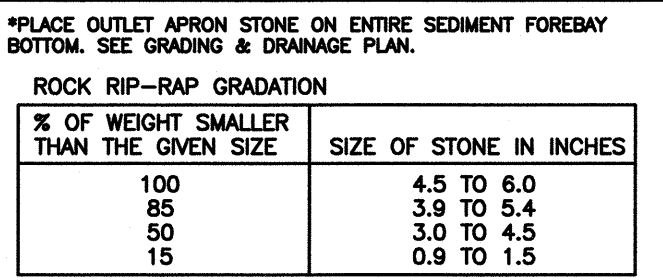 *PLACE OUTLET APRON STONE ON ENTIRE SEDIMENT FOREBAY
BOTTOM. SEE GRADING & DRAINAGE PLAN.
ROCK RIP-RAP GRADATION
% OF WEIGHT SMALLER
THAN THE GIVEN SIZE
SIZE OF STONE IN INCHES
100 4.5 TO 6.0
85 3.9 TO 5.4
50 3.0 TO 4.5
15 0.9 TO 1.5